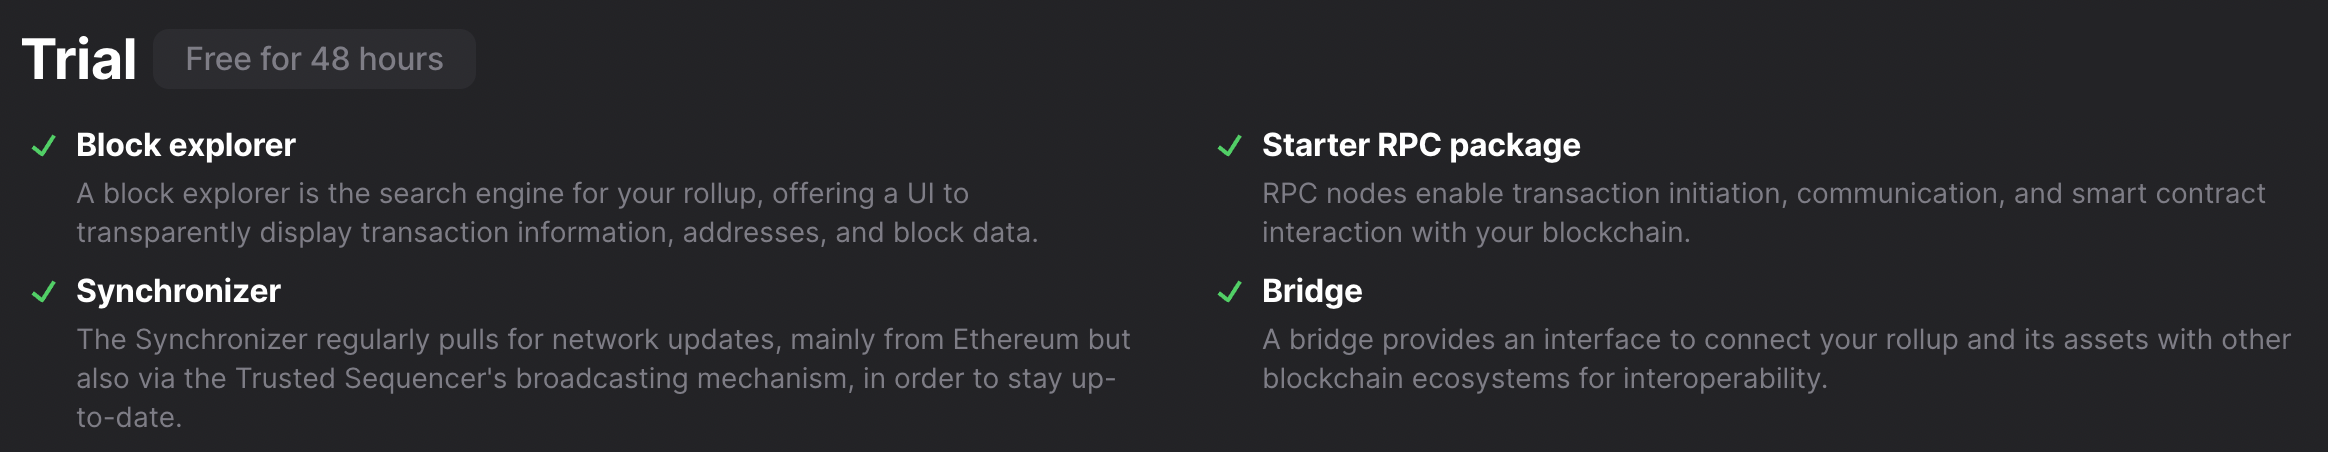 Trial Free for 48 hours
Block explorer
A block explorer is the search engine for your rollup, offering a UI to
transparently display transaction information, addresses, and block data.
Starter RPC package
RPC nodes enable transaction initiation, communication, and smart contract
interaction with your blockchain.
Synchronizer
The Synchronizer regularly pulls for network updates, mainly from Ethereum but
also via the Trusted Sequencer's broadcasting mechanism, in order to stay up-
to-date.
Bridge
A bridge provides an interface to connect your rollup and its assets with other
blockchain ecosystems for interoperability.